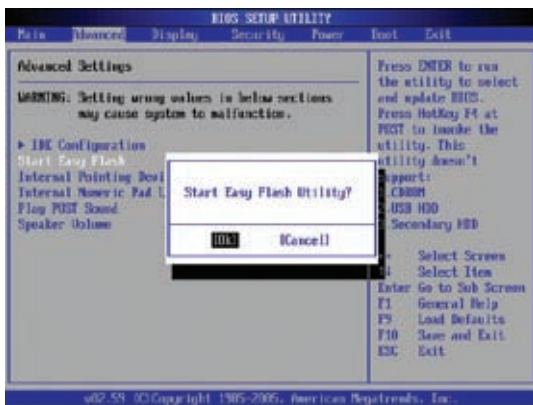 BIOS SETUP UTILITY
Main Advanced Display Security Power Boot Exit
Advanced Settings
WARNING: Setting wrong values in below sections
may cause system to malfunction.
IDE Configuration
Start Easy Flash
Internal Pointing Devi
Internal Numeric Pad L
Play POST Sound
Speaker Volume
Start Easy Flash Utility?
[Ok] [Cancel]
Press ENTER to run
the utility to select
and update BIOS.
Press HotKey F4 at
POST to invoke the
utility. This
utility doesn't
pport:
CDROM
USB HDD
Secondary HDD
Select Screen
Select Item
Enter Go to Sub Screen
F1 General Help
F9 Load Defaults
F10 Save and Exit
ESC Exit
v02.59 (C)Copyright 1985-2005, American Megatrends, Inc.